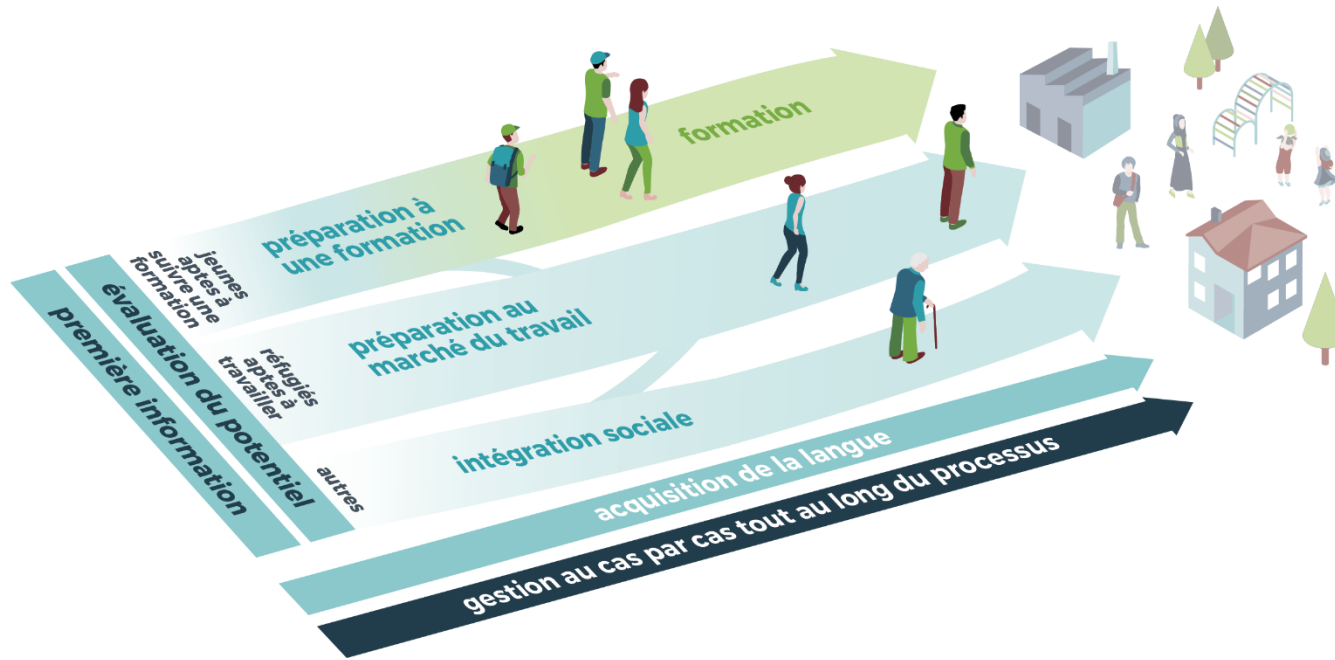 première information
évaluation du potentiel
jeunes
aptes à
suivre une
formation
préparation à
une formation
formation
réfugiés
aptes à
travailler
préparation au
marché du travail
autres
intégration sociale
acquisition de la langue
gestion au cas par cas tout au long du processus